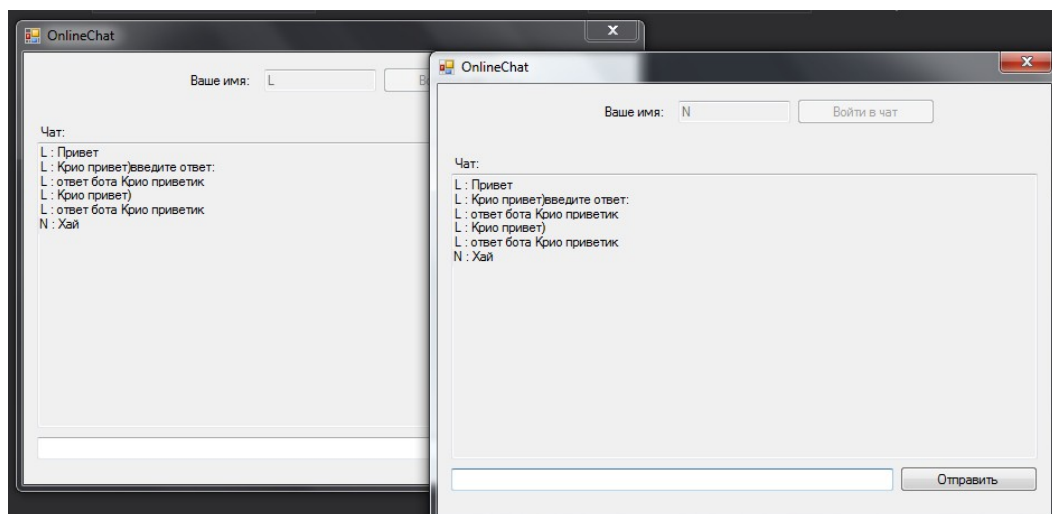 OnlineChat
x
Ваше имя: L
Чат:
L : Привет
L : Крио привет)введите ответ:
L : ответ бота Крио приветик
L : Крио привет)
L : ответ бота Крио приветик
N : Хай
OnlineChat
x
Ваше имя: N Войти в чат
Чат:
L : Привет
L : Крио привет)введите ответ:
L : ответ бота Крио приветик
L : Крио привет)
L : ответ бота Крио приветик
N : Хай
Отправить